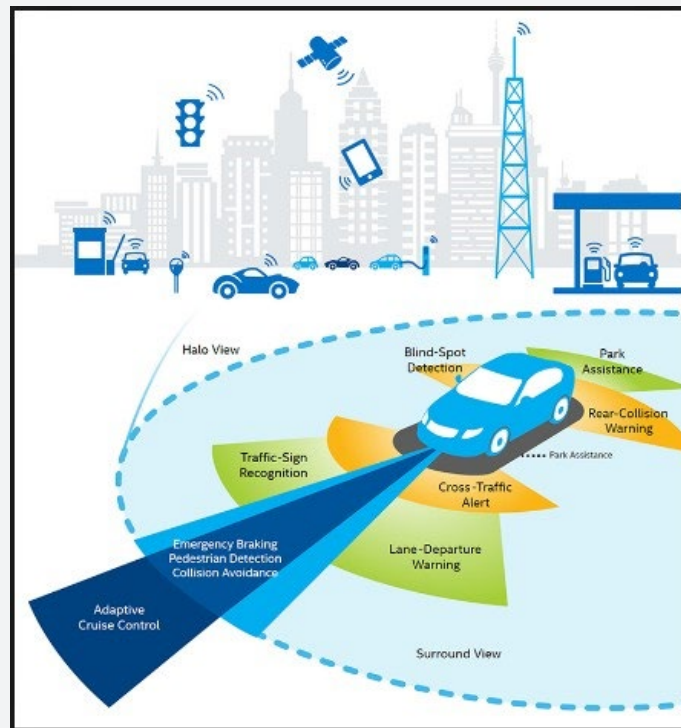 Halo View
Blind-Spot
Detection
Park
Assistance
Rear-Collision
Warning
Traffic-Sign
Recognition
Park Assistance
Cross-Traffic
Alert
Emergency Braking
Pedestrian Detection
Collision Avoidance
Lane-Departure
Warning
Adaptive
Cruise Control
Surround View